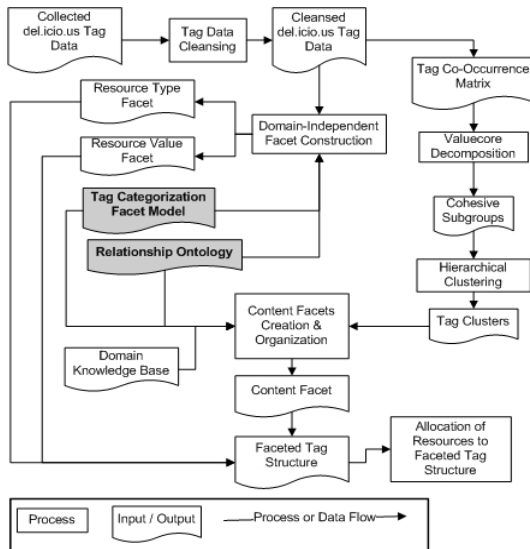 Collected
del.icio.us Tag
Data
Tag Data
Cleansing
Cleansed
del.icio.us Tag
Data
Resource Type
Facet
Tag Co-Occurrence
Matrix
Resource Value
Facet
Domain-Independent
Facet Construction
Valuecore
Decomposition
Tag Categorization
Facet Model
Cohesive
Subgroups
Relationship Ontology
Hierarchical
Clustering
Content Facets
Creation &
Organization
Tag Clusters
Domain
Knowledge Base
Content Facet
Faceted Tag
Structure
Allocation of
Resources to
Faceted Tag
Structure
Process
Input / Output
Process or Data Flow